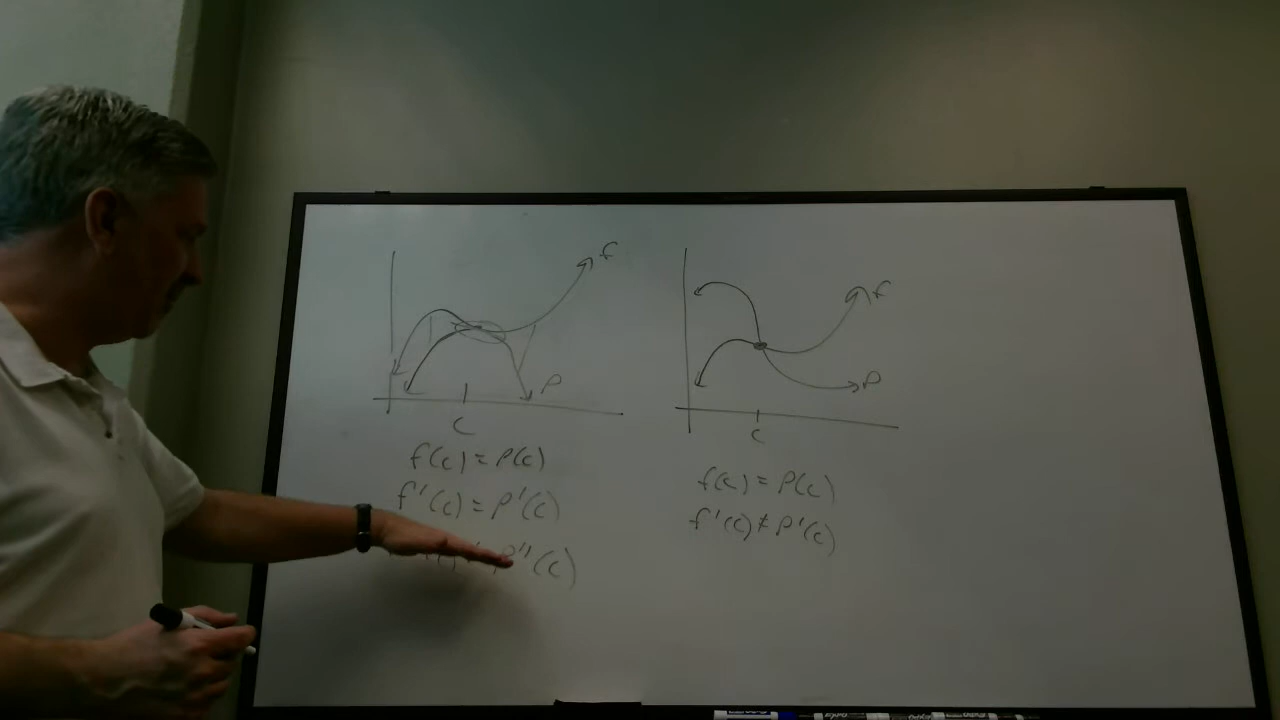 f
P
c
f(c) = P(c)
f'(c) = P'(c)
P''(c)
f
P
c
f(c) = P(c)
f'(c) ≠ P'(c)